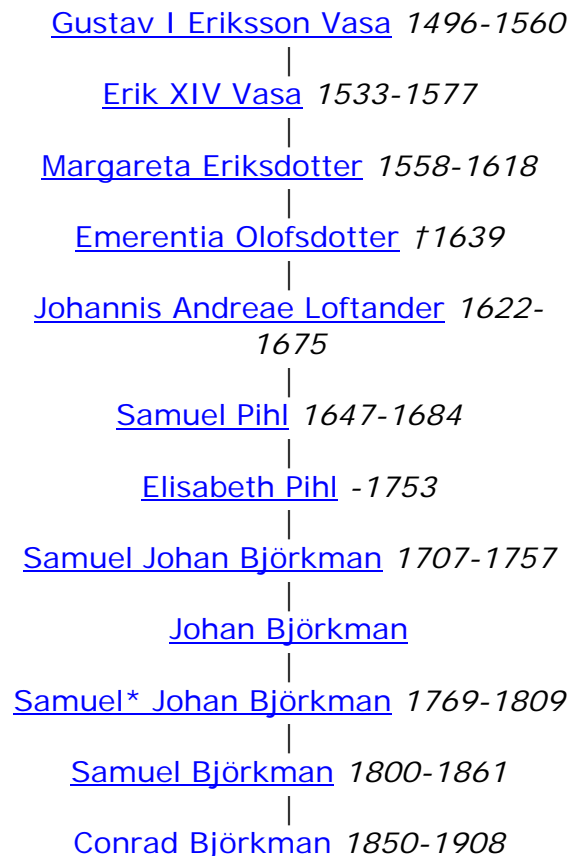 Gustav I Eriksson Vasa 1496-1560
|
Erik XIV Vasa 1533-1577
|
Margareta Eriksdotter 1558-1618
|
Emerentia Olofsdotter †1639
|
Johannis Andreae Loftander 1622-
1675
|
Samuel Pihl 1647-1684
|
Elisabeth Pihl -1753
|
Samuel Johan Björkman 1707-1757
|
Johan Björkman
|
Samuel* Johan Björkman 1769-1809
|
Samuel Björkman 1800-1861
|
Conrad Björkman 1850-1908